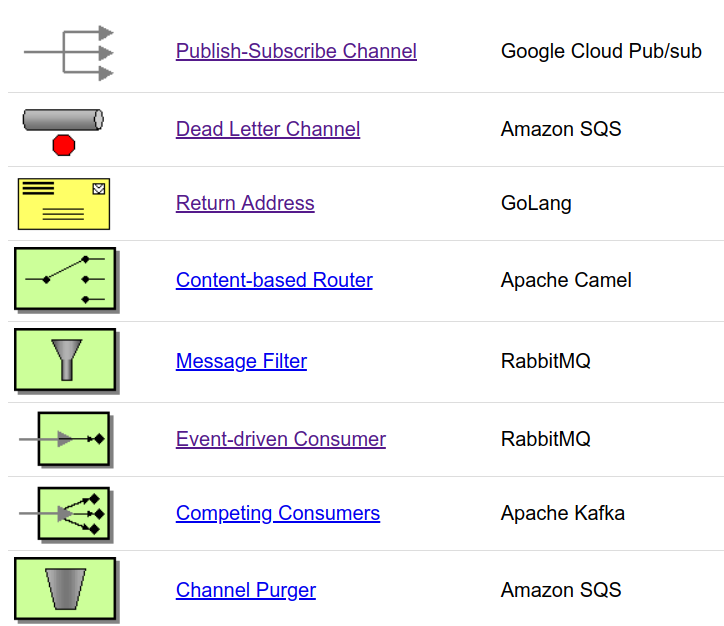 Publish-Subscribe Channel Google Cloud Pub/sub
Dead Letter Channel Amazon SQS
Return Address GoLang
Content-based Router Apache Camel
Message Filter RabbitMQ
Event-driven Consumer RabbitMQ
Competing Consumers Apache Kafka
Channel Purger Amazon SQS